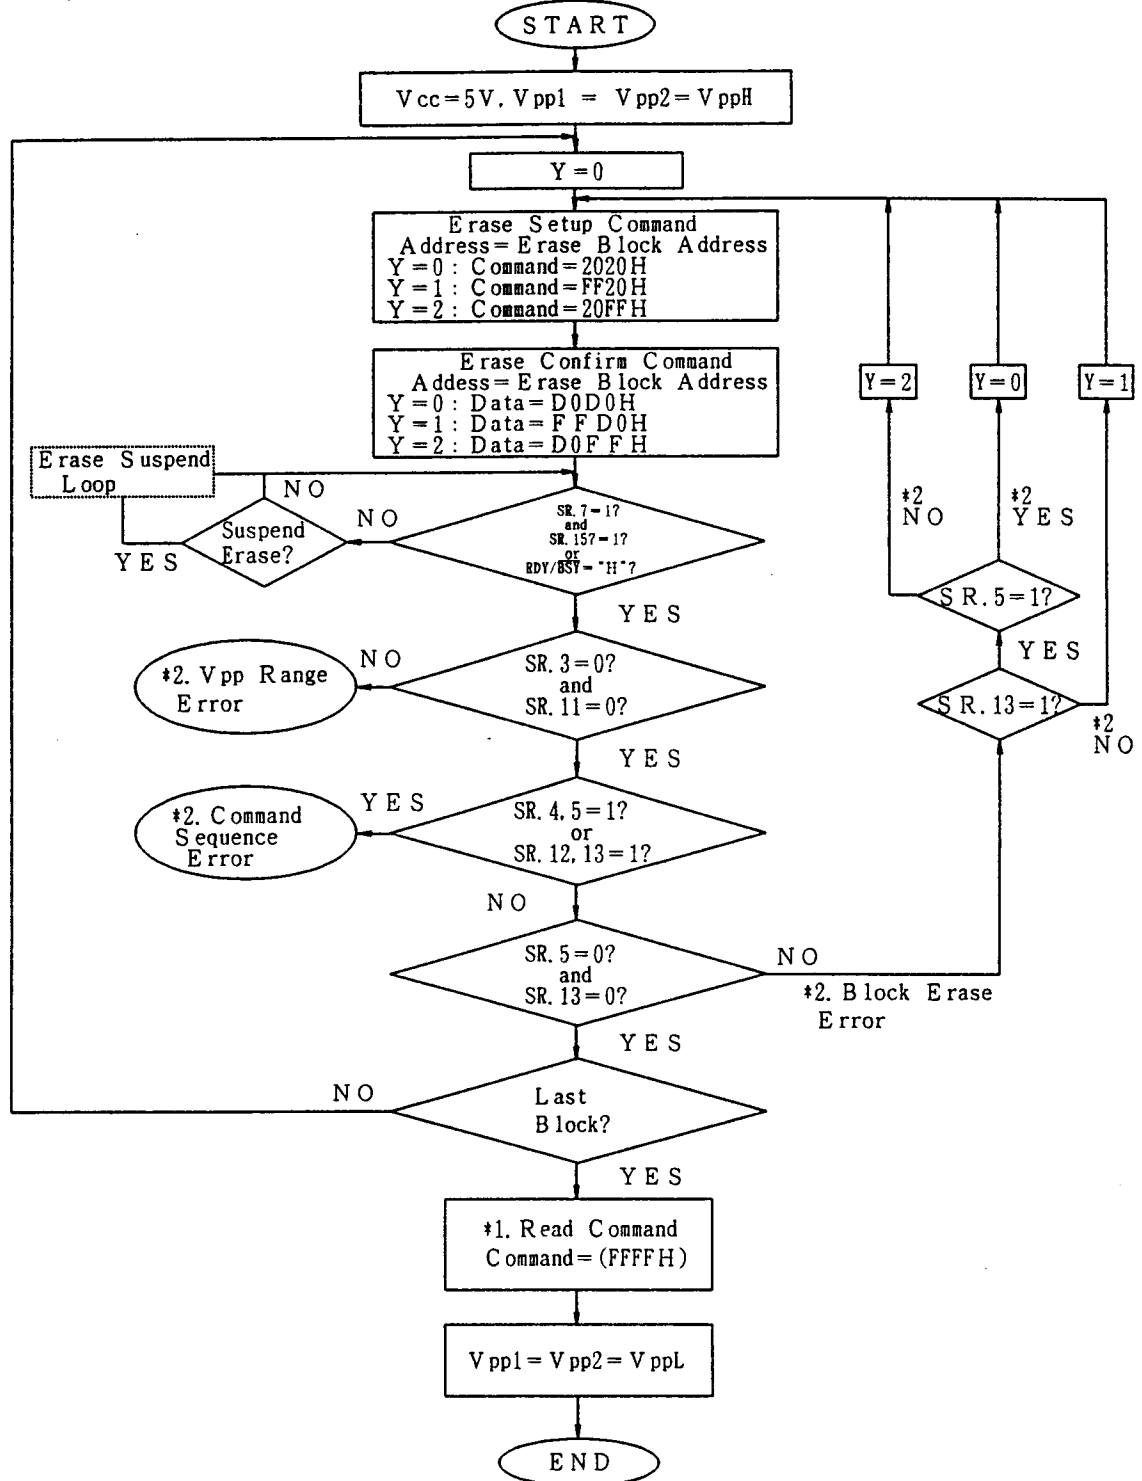 START
Vcc=5V, Vpp1 = Vpp2=VppH
Y=0
Erase Setup Command
Address=Erase Block Address
Y=0: Command=2020H
Y=1: Command=FF20H
Y=2: Command=20FFH
Erase Confirm Command
Addess=Erase Block Address
Y=0: Data=D0D0H
Y=1: Data=FFD0H
Y=2: Data=D0FFH
Y=2
Y=0
Y=1
Erase Suspend
Loop
NO
Suspend
Erase?
YES
NO
SR.7=1?
and
SR.15?=1?
or
RDY/BSY="H"?
YES
*2
NO
*2
YES
SR.5=1?
YES
SR.13=1?
*2
NO
*2. Vpp Range
Error
NO
SR.3=0?
and
SR.11=0?
YES
*2. Command
Sequence
Error
YES
SR.4,5=1?
or
SR.12,13=1?
NO
SR.5=0?
and
SR.13=0?
NO
*2. Block Erase
Error
YES
NO
Last
Block?
YES
*1. Read Command
Command=(FFFFH)
Vpp1=Vpp2=VppL
END